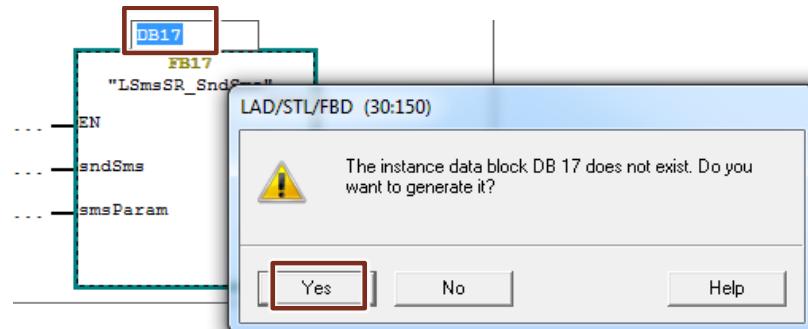 DB17
FB17
"LSmsSR_Snd
LAD/STL/FBD (30:150)
... EN
... sndSms
... smsParam
The instance data block DB 17 does not exist. Do you
want to generate it?
Yes
No
Help